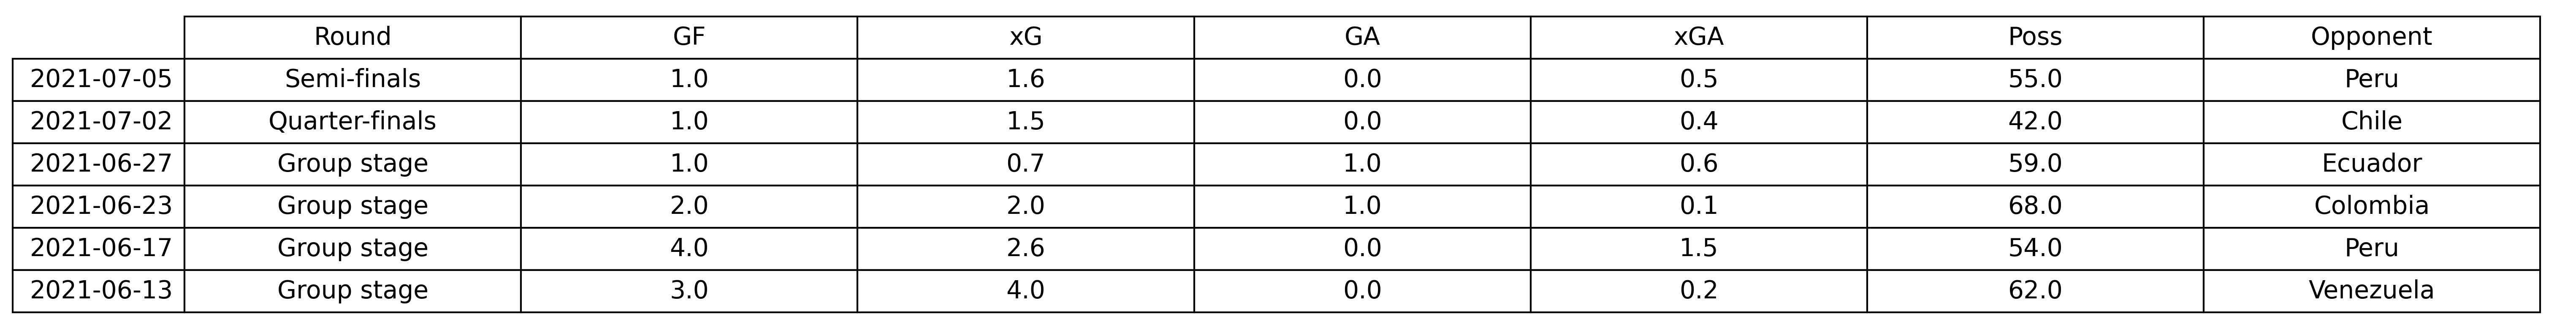 Round GF xG GA xGA Poss Opponent
2021-07-05 Semi-finals 1.0 1.6 0.0 0.5 55.0 Peru
2021-07-02 Quarter-finals 1.0 1.5 0.0 0.4 42.0 Chile
2021-06-27 Group stage 1.0 0.7 1.0 0.6 59.0 Ecuador
2021-06-23 Group stage 2.0 2.0 1.0 0.1 68.0 Colombia
2021-06-17 Group stage 4.0 2.6 0.0 1.5 54.0 Peru
2021-06-13 Group stage 3.0 4.0 0.0 0.2 62.0 Venezuela